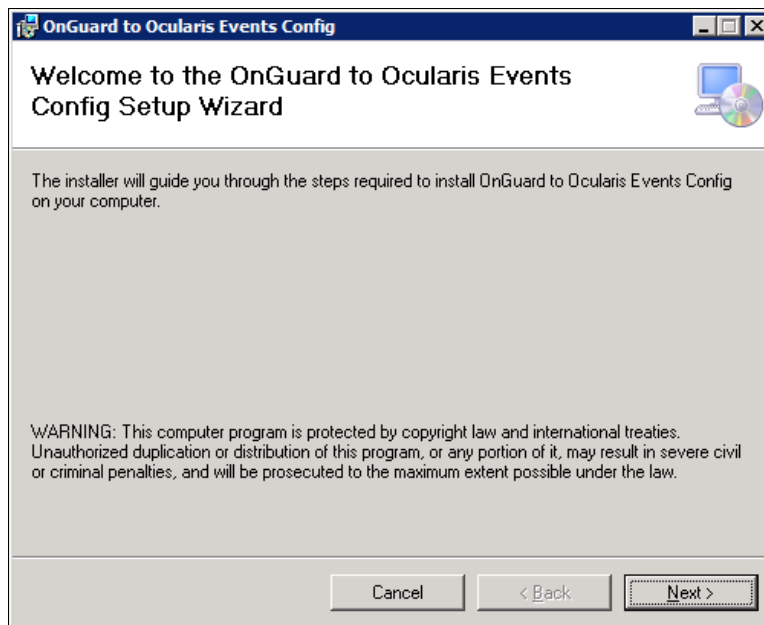 OnGuard to Ocularis Events Config
Welcome to the OnGuard to Ocularis Events
Config Setup Wizard
The installer will guide you through the steps required to install OnGuard to Ocularis Events Config
on your computer.
WARNING: This computer program is protected by copyright law and international treaties.
Unauthorized duplication or distribution of this program, or any portion of it, may result in severe civil
or criminal penalties, and will be prosecuted to the maximum extent possible under the law.
Cancel
< Back
Next >